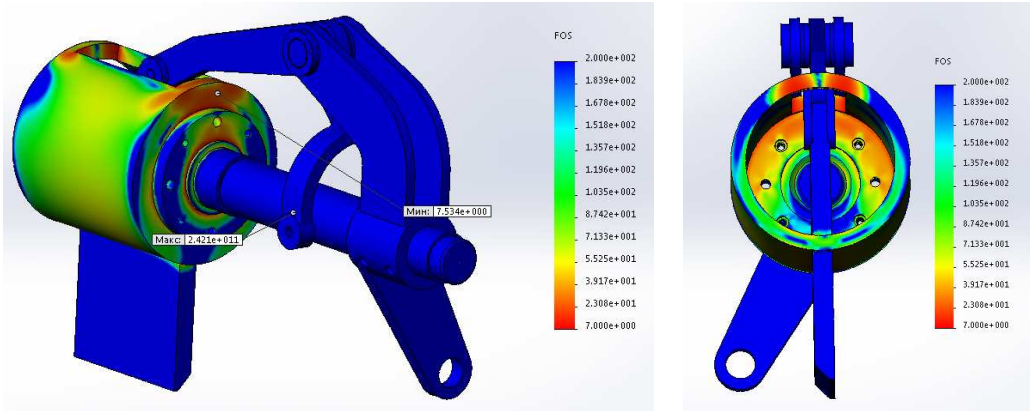 FOS
2.000e+002
1.839e+002
1.678e+002
1.518e+002
1.357e+002
1.196e+002
1.035e+002
8.742e+001
7.133e+001
5.525e+001
3.917e+001
2.308e+001
7.000e+000
Мин: 7.534e+000
Макс: 2.421e+011
FOS
2.000e+002
1.839e+002
1.678e+002
1.518e+002
1.357e+002
1.196e+002
1.035e+002
8.742e+001
7.133e+001
5.525e+001
3.917e+001
2.308e+001
7.000e+000